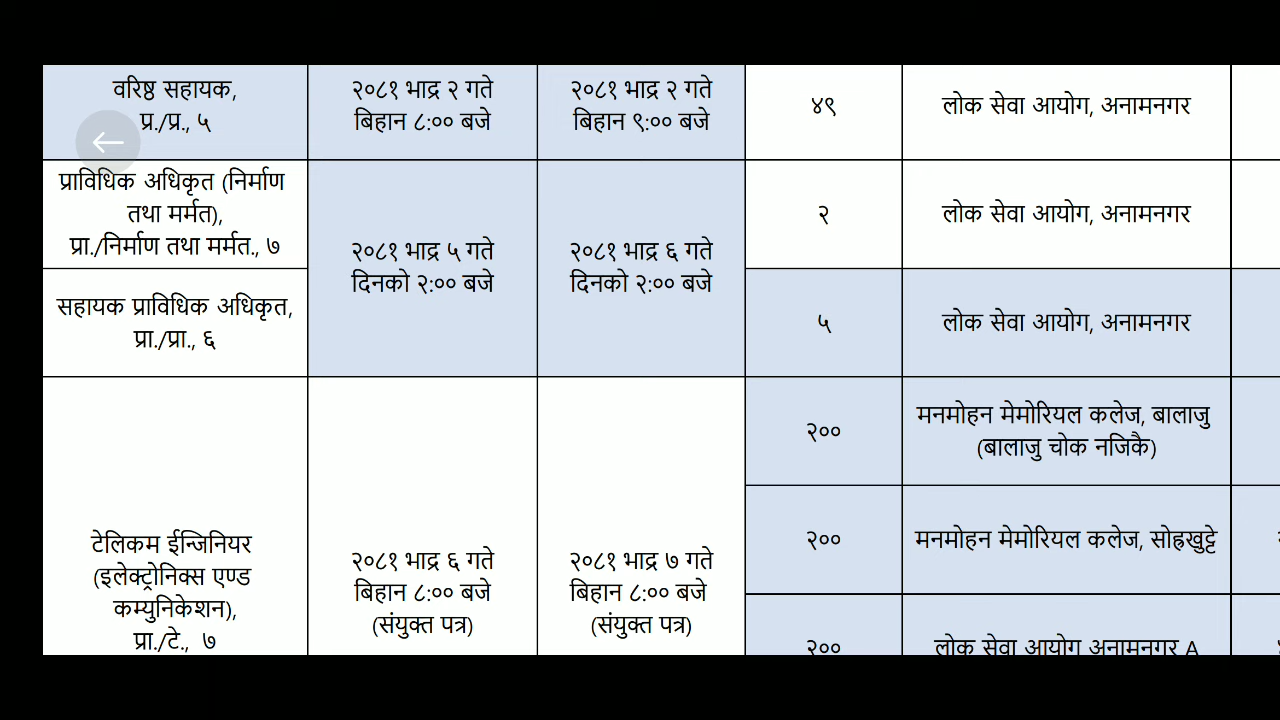 वरिष्ठ सहायक,
प्र./प्र., ५
२०८१ भाद्र २ गते
बिहान ८:०० बजे
२०८१ भाद्र २ गते
बिहान ९:०० बजे
४९
लोक सेवा आयोग, अनामनगर
प्राविधिक अधिकृत (निर्माण
तथा मर्मत),
प्रा./निर्माण तथा मर्मत., ७
२०८१ भाद्र ५ गते
दिनको २:०० बजे
२०८१ भाद्र ६ गते
दिनको २:०० बजे
२
लोक सेवा आयोग, अनामनगर
सहायक प्राविधिक अधिकृत,
प्रा./प्रा., ६
५
लोक सेवा आयोग, अनामनगर
टेलिकम ईन्जिनियर
(इलेक्ट्रोनिक्स एण्ड
कम्युनिकेशन),
प्रा./टे., ७
२०८१ भाद्र ६ गते
बिहान ८:०० बजे
(संयुक्त पत्र)
२०८१ भाद्र ७ गते
बिहान ८:०० बजे
(संयुक्त पत्र)
२००
मनमोहन मेमोरियल कलेज, बालाजु
(बालाजु चोक नजिकै)
२००
मनमोहन मेमोरियल कलेज, सोह्रखुट्टे
२००
लोक सेवा आयोग अनामनगर A